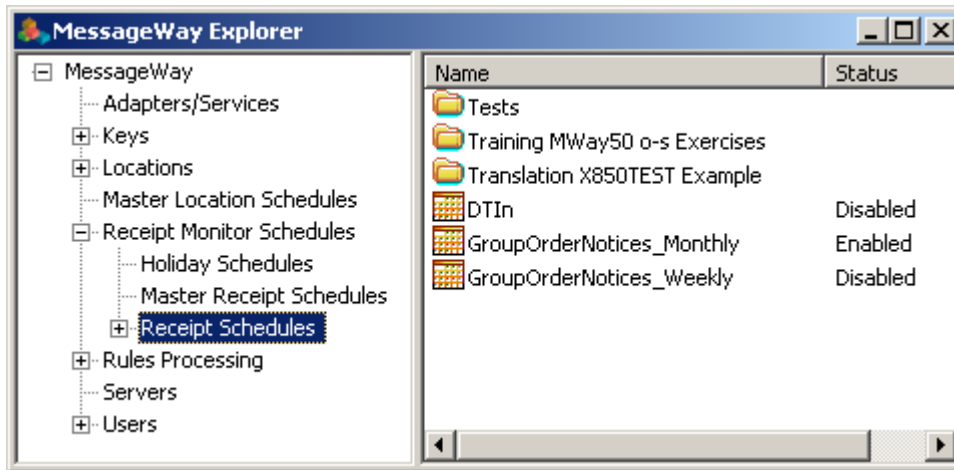 MessageWay Explorer
MessageWay
Adapters/Services
Keys
Locations
Master Location Schedules
Receipt Monitor Schedules
Holiday Schedules
Master Receipt Schedules
Receipt Schedules
Rules Processing
Servers
Users
Name Status
Tests
Training MWay50 o-s Exercises
Translation X850TEST Example
DTIn Disabled
GroupOrderNotices_Monthly Enabled
GroupOrderNotices_Weekly Disabled